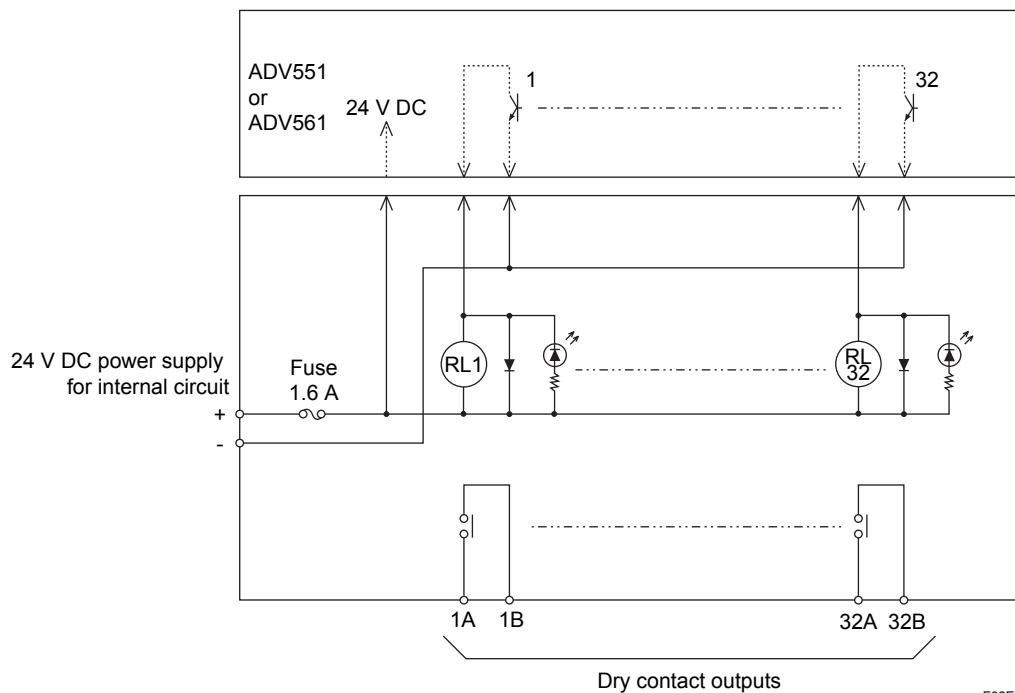 ADV551
or
ADV561
24 V DC
1
32
24 V DC power supply
for internal circuit
Fuse
1.6 A
RL1
RL
32
+
-
1A
1B
32A
32B
Dry contact outputs